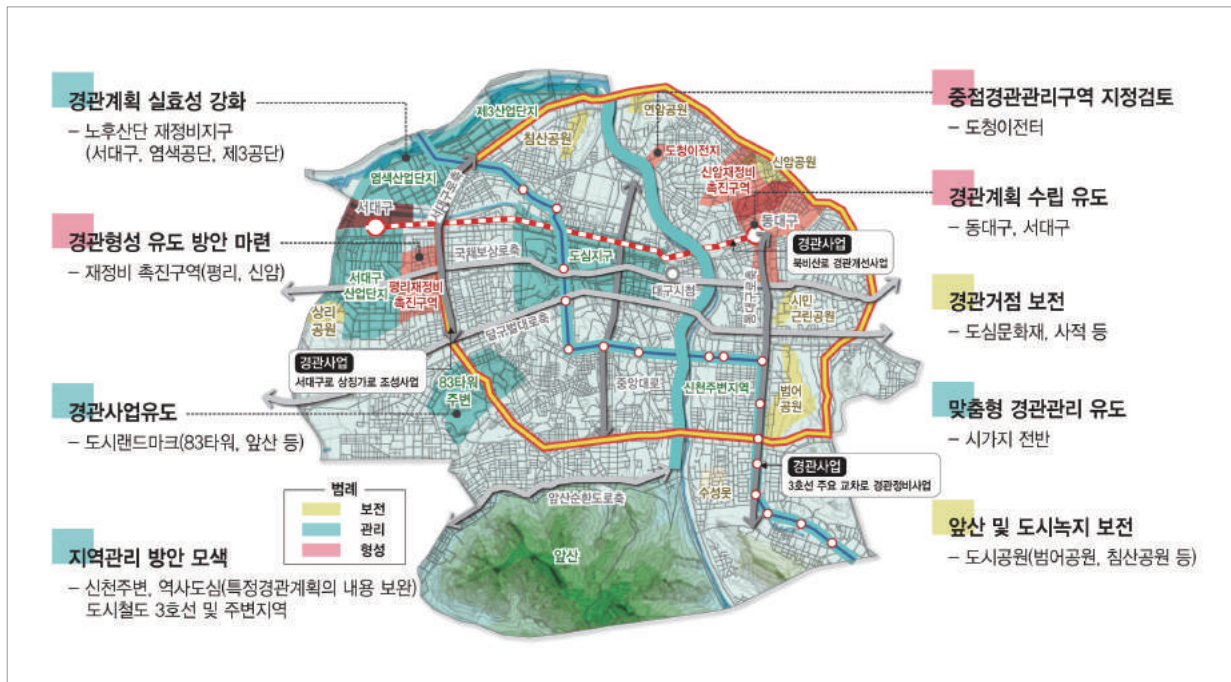 경관계획 실효성 강화
– 노후산단 재정비지구
(서대구, 염색공단, 제3공단)
경관형성 유도 방안 마련
– 재정비 촉진구역(평리, 신암)
경관사업유도
– 도시랜드마크(83타워, 앞산 등)
지역관리 방안 모색
– 신천주변, 역사도심(특정경관계획의 내용 보완)
도시철도 3호선 및 주변지역
제3산업단지
침산공원
연암공원
도청이전지
신암재정비
촉진구역
신암공원
염색산업단지
서대구로축
서대구
동대구
경관사업
북비산로 경관개선사업
국채보상로축
도심지구
대구시청
동대구로축
서대구
산업단지
평리재정비
촉진구역
상리
공원
시민
근린공원
달구벌대로축
경관사업
서대구로 상징가로 조성사업
83타워
주변
중앙대로
신천주변지역
범어
공원
경관사업
3호선 주요 교차로 경관정비사업
수성못
앞산순환도로축
앞산
범례
보전
관리
형성
중점경관관리구역 지정검토
– 도청이전터
경관계획 수립 유도
– 동대구, 서대구
경관거점 보전
– 도심문화재, 사적 등
맞춤형 경관관리 유도
– 시가지 전반
앞산 및 도시녹지 보전
– 도시공원(범어공원, 침산공원 등)